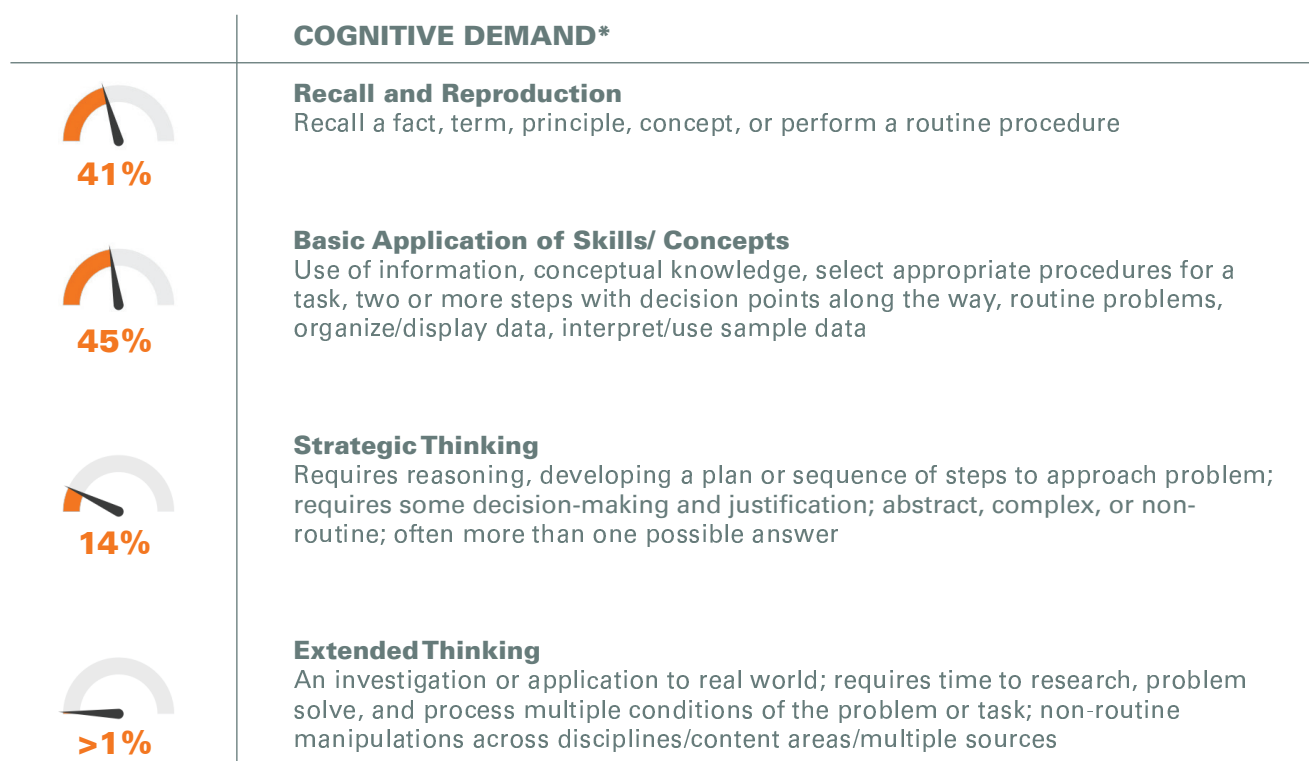 COGNITIVE DEMAND*
41%
Recall and Reproduction
Recall a fact, term, principle, concept, or perform a routine procedure
45%
Basic Application of Skills/ Concepts
Use of information, conceptual knowledge, select appropriate procedures for a
task, two or more steps with decision points along the way, routine problems,
organize/display data, interpret/use sample data
14%
Strategic Thinking
Requires reasoning, developing a plan or sequence of steps to approach problem;
requires some decision-making and justification; abstract, complex, or non-
routine; often more than one possible answer
>1%
Extended Thinking
An investigation or application to real world; requires time to research, problem
solve, and process multiple conditions of the problem or task; non-routine
manipulations across disciplines/content areas/multiple sources